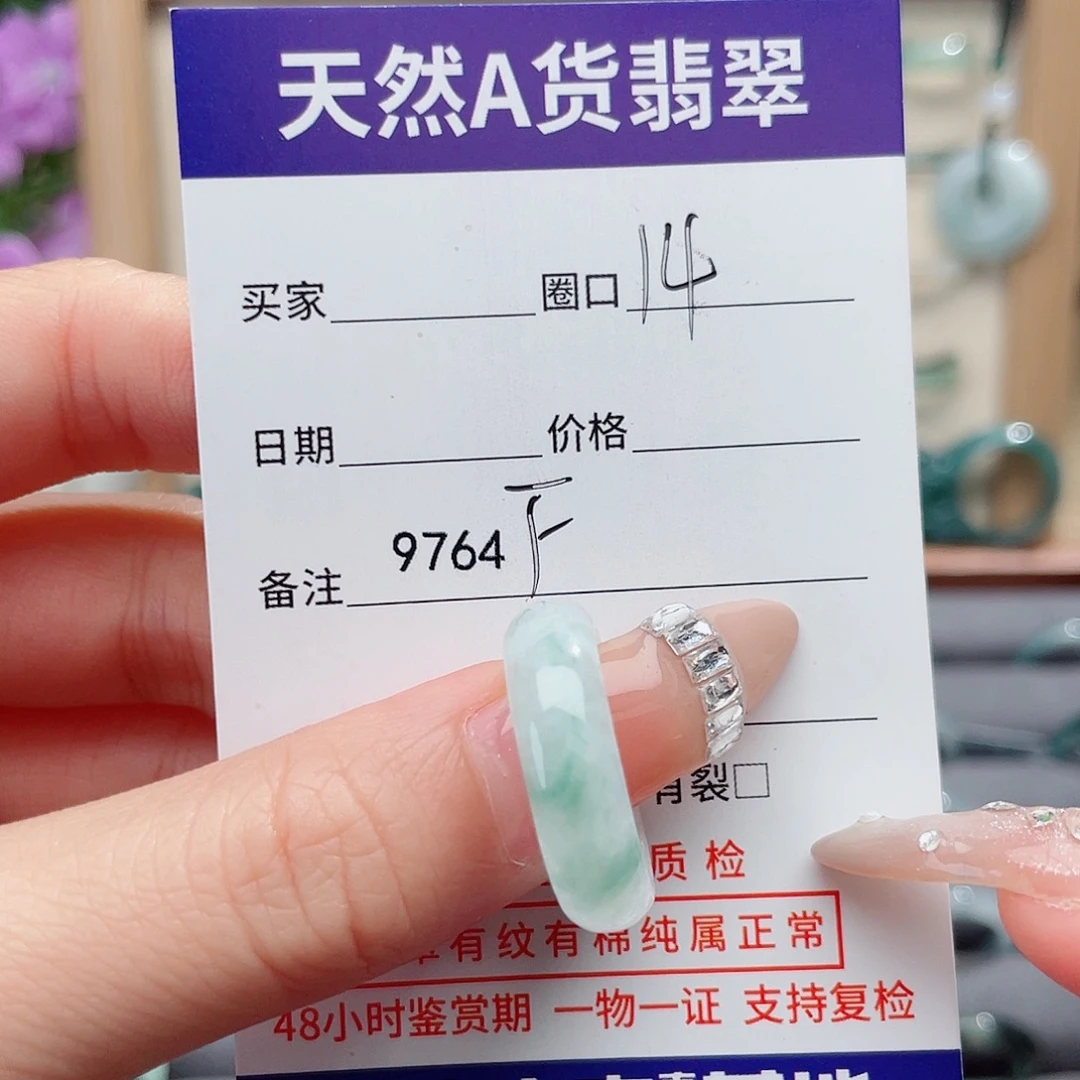 天然A货翡翠
买家 圈口 14
日期 价格
备注 9764 下
有裂□
质检
有纹有棉纯属正常
48小时鉴赏期 一物一证 支持复检